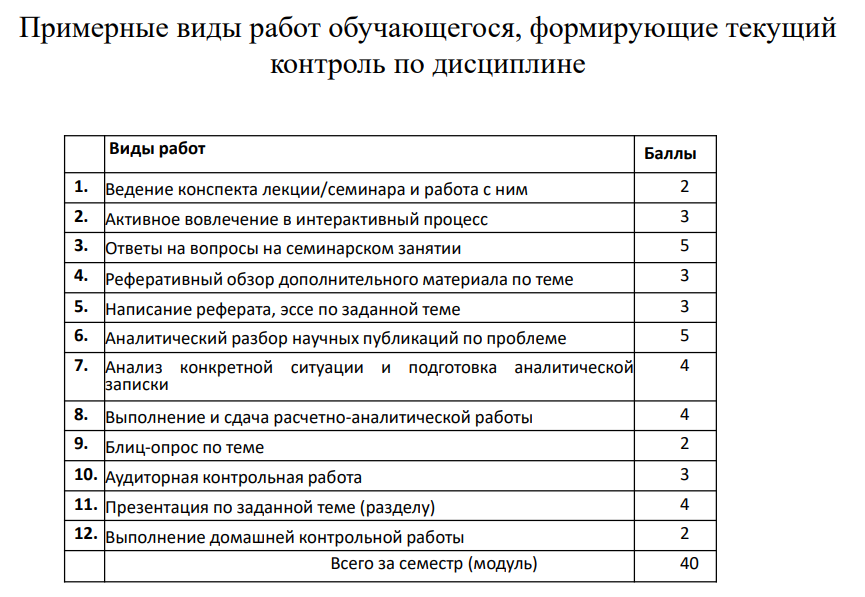 Примерные виды работ обучающегося, формирующие текущий
контроль по дисциплине
Виды работ Баллы
1. Ведение конспекта лекции/семинара и работа с ним 2
2. Активное вовлечение в интерактивный процесс 3
3. Ответы на вопросы на семинарском занятии 5
4. Реферативный обзор дополнительного материала по теме 3
5. Написание реферата, эссе по заданной теме 3
6. Аналитический разбор научных публикаций по проблеме 5
7. Анализ конкретной ситуации и подготовка аналитической 4
записки
8. Выполнение и сдача расчетно-аналитической работы 4
9. Блиц-опрос по теме 2
10. Аудиторная контрольная работа 3
11. Презентация по заданной теме (разделу) 4
12. Выполнение домашней контрольной работы 2
Всего за семестр (модуль) 40